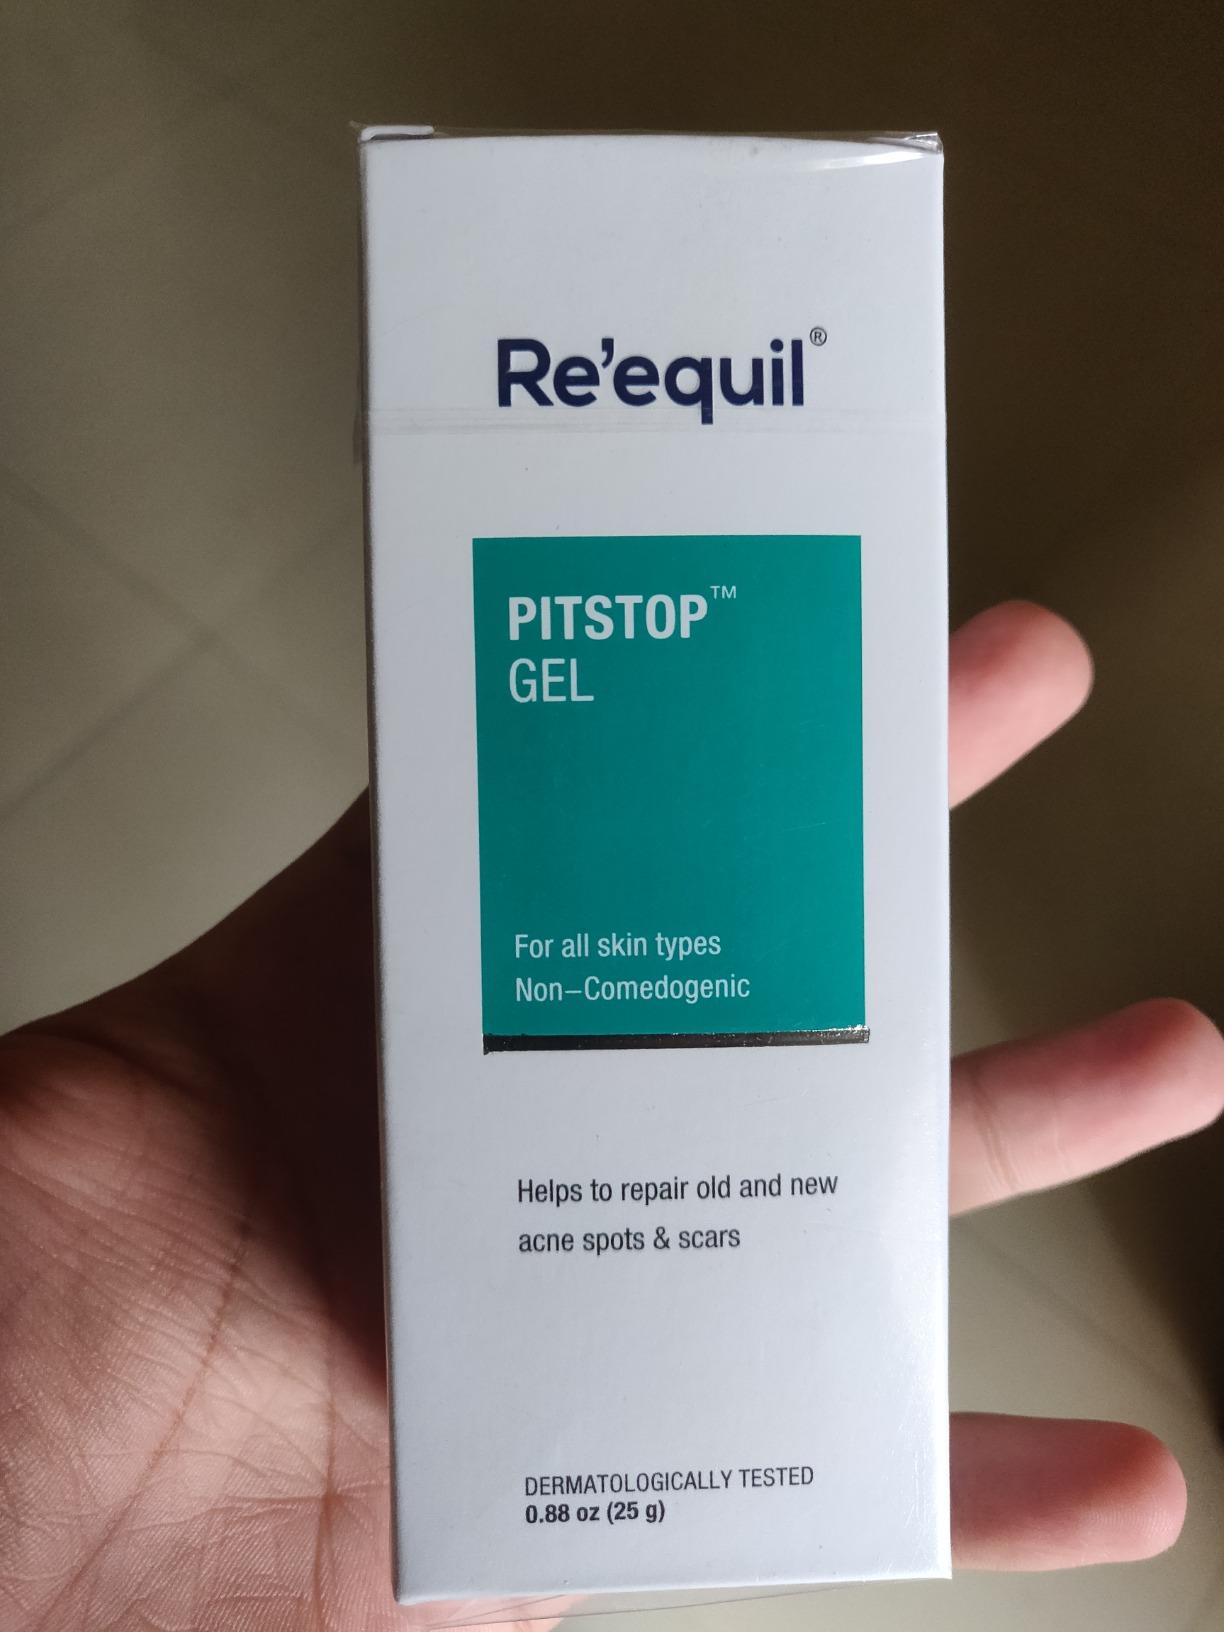 Re'equil®
PITSTOP™
GEL
For all skin types
Non–Comedogenic
Helps to repair old and new
acne spots & scars
DERMATOLOGICALLY TESTED
0.88 oz (25 g)